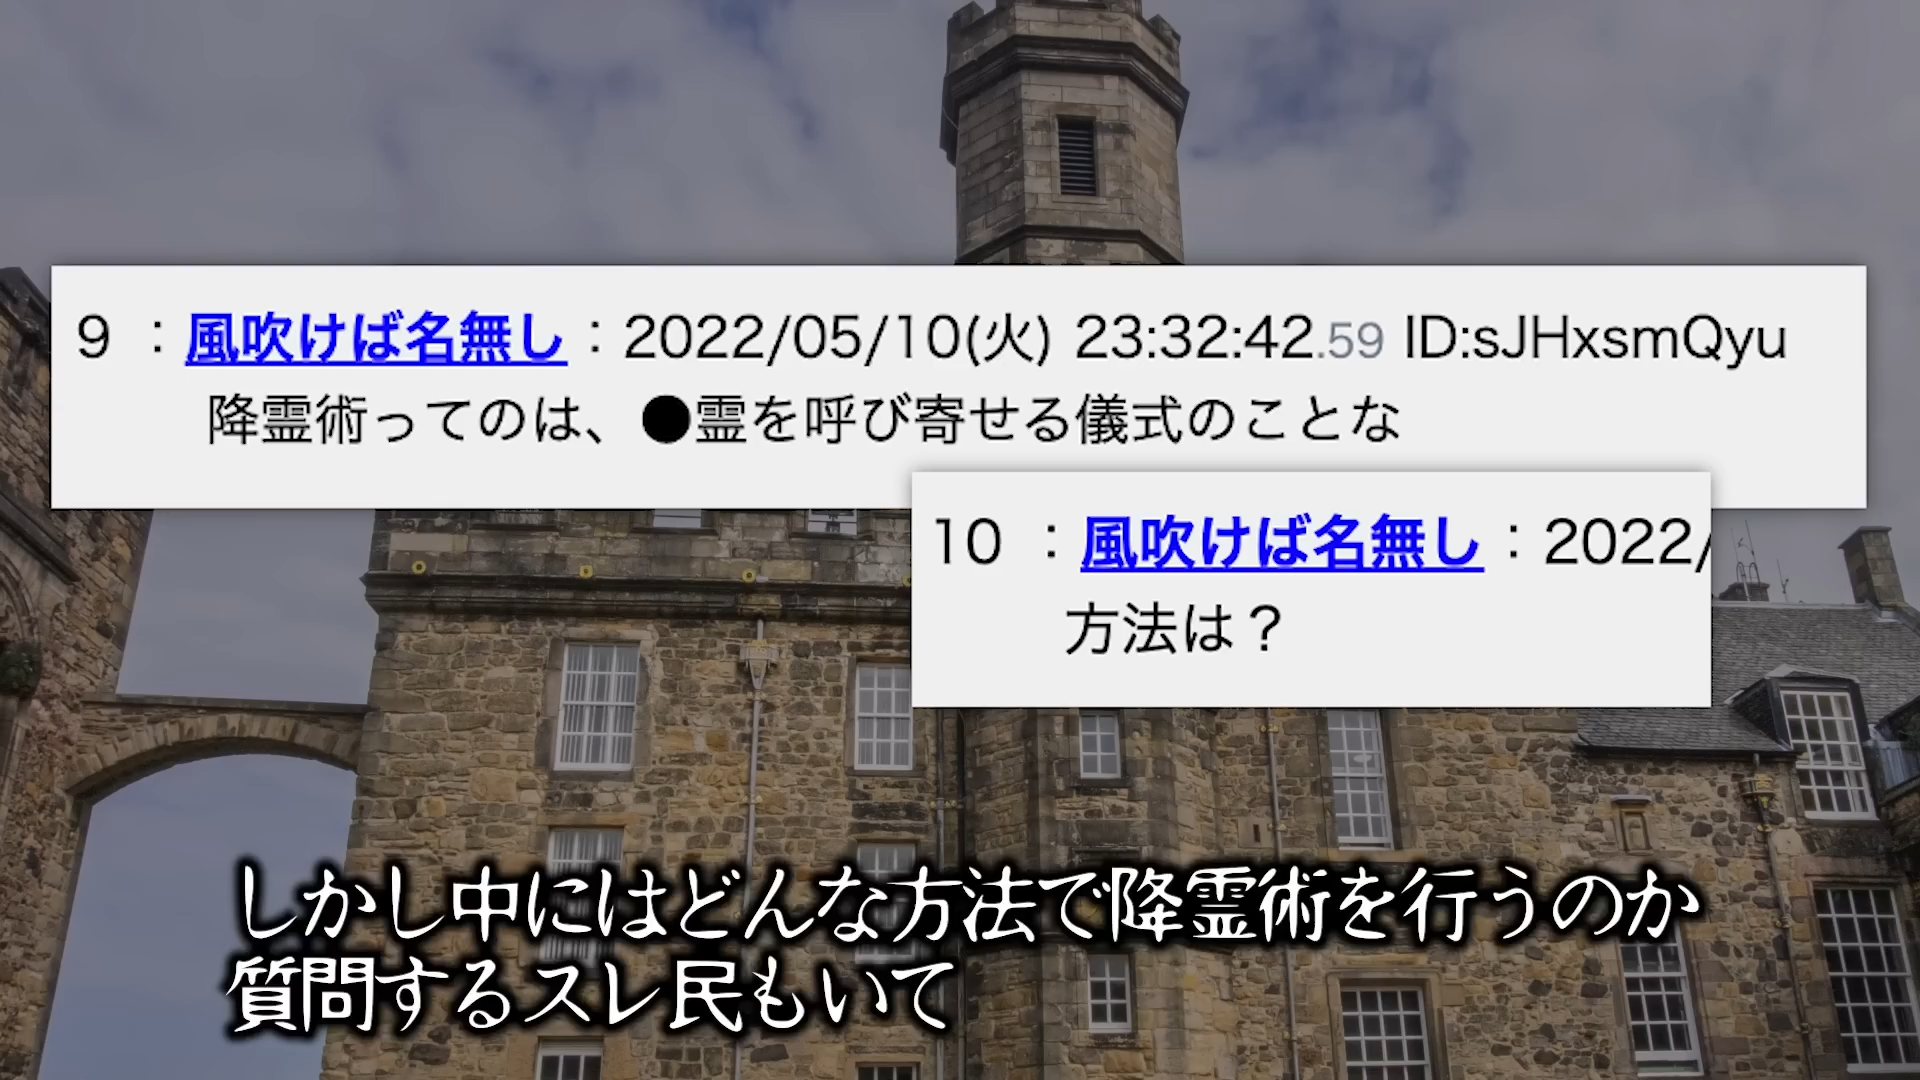 9 ：風吹けば名無し：2022/05/10(火) 23:32:42.59 ID:sJHxsmQyu
降霊術ってのは、●霊を呼び寄せる儀式のことな
10 ：風吹けば名無し：2022/
方法は？
しかし中にはどんな方法で降霊術を行うのか
質問するスレ民もいて